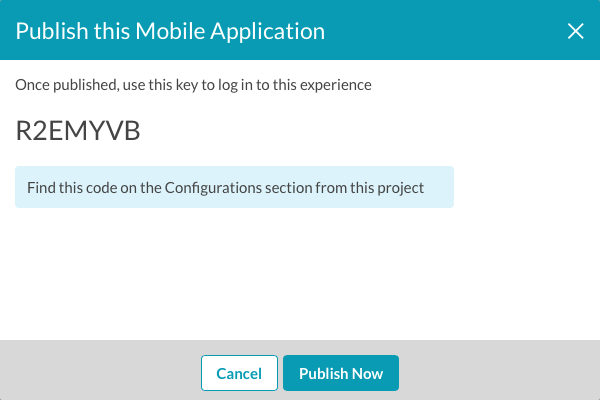 Publish this Mobile Application
Once published, use this key to log in to this experience
R2EMYVB
Find this code on the Configurations section from this project
Cancel
Publish Now